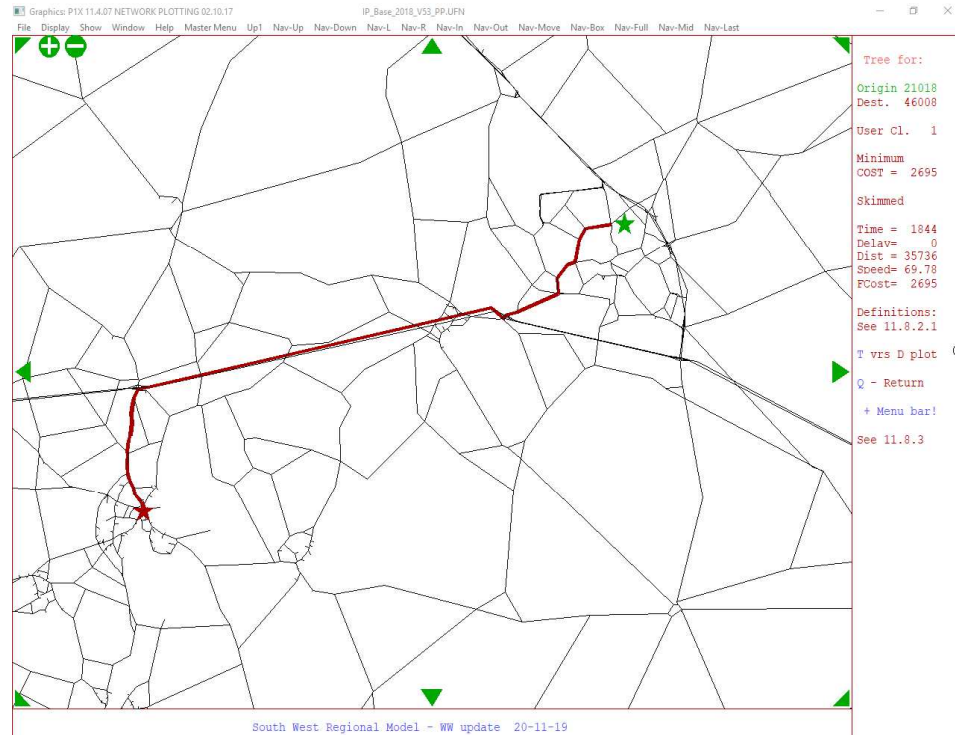 Graphics: P1X 11.4.07 NETWORK PLOTTING 02.10.17 IP_Base_2018_V53_PP.UFN
File Display Show Window Help Master Menu Up1 Nav-Up Nav-Down Nav-L Nav-R Nav-In Nav-Out Nav-Move Nav-Box Nav-Full Nav-Mid Nav-Last
Tree for:
Origin 21018
Dest. 46008
User Cl. 1
Minimum
COST = 2695
Skimmed
Time = 1844
Delay= 0
Dist = 35736
Speed= 69.78
FCost= 2695
Definitions:
See 11.8.2.1
T vrs D plot
Q - Return
+ Menu bar!
See 11.8.3
South West Regional Model - WW update 20-11-19